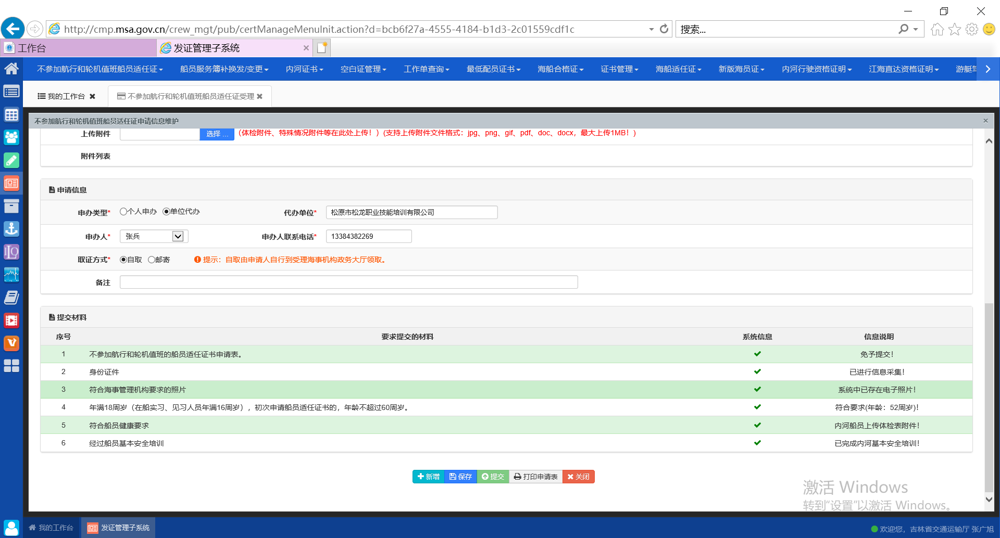 http://cmp.msa.gov.cn/crew_mgt/pub/certManageMenuInit.action?d=bcb6f27a-4555-4184-b1d3-2c01559cdf1c
搜索...
工作台
发证管理子系统
不参加航行和轮机值班船员适任证 船员服务簿补换发/变更 内河证书 空白证管理 工作单查询 最低配员证书 海船合格证 证书管理 海船适任证 新版海员证 内河行驶资格证明 江海直达资格证明 游艇
我的工作台 不参加航行和轮机值班船员适任证受理
不参加航行和轮机值班船员适任证申请信息维护
上传附件 选择 ... (体检附件、特殊情况附件等在此处上传！) (支持上传附件文件格式：jpg、png、gif、pdf、doc、docx，最大上传1MB！)
附件列表
申请信息
申办类型* 个人申办 单位代办 代办单位* 松原市松龙职业技能培训有限公司
申办人* 张兵 申办人联系电话* 13384382269
取证方式* 自取 邮寄 提示：自取由申请人自行到受理海事机构政务大厅领取。
备注
提交材料
序号 要求提交的材料 系统信息 信息说明
1 不参加航行和轮机值班的船员适任证书申请表。 免予提交！
2 身份证件 已进行信息采集！
3 符合海事管理机构要求的照片 系统中已存在电子照片！
4 年满18周岁（在船实习、见习人员年满16周岁），初次申请船员适任证书的，年龄不超过60周岁。 符合要求(年龄：52周岁)！
5 符合船员健康要求 内河船员上传体检表附件！
6 经过船员基本安全培训 已完成内河基本安全培训！
新增 保存 提交 打印申请表 关闭
激活 Windows
转到“设置”以激活 Windows。
我的工作台 发证管理子系统 欢迎您，吉林省交通运输厅 张广旭